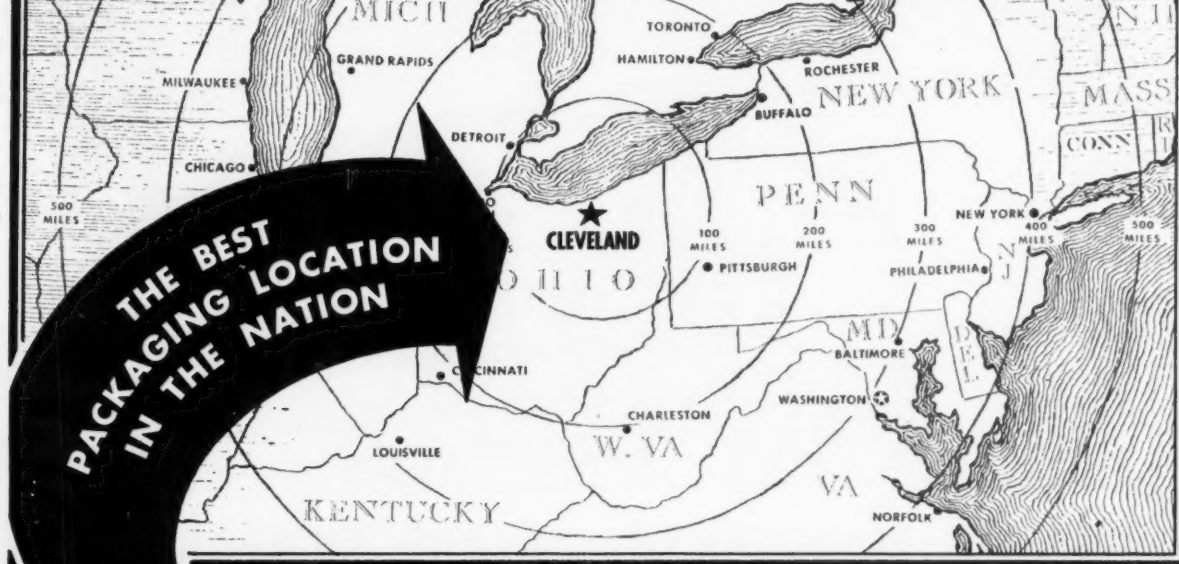 MICH
N H
TORONTO
HAMILTON
GRAND RAPIDS
MILWAUKEE
ROCHESTER
NEW YORK
MASS
BUFFALO
DETROIT
CONN
R I
CHICAGO
PENN
500 MILES
NEW YORK
CLEVELAND
100 MILES
200 MILES
300 MILES
400 MILES
500 MILES
N J
PITTSBURGH
PHILADELPHIA
OHIO
THE BEST
PACKAGING LOCATION
IN THE NATION
MD
DEL
BALTIMORE
CINCINNATI
WASHINGTON
CHARLESTON
W. VA
LOUISVILLE
VA
KENTUCKY
NORFOLK